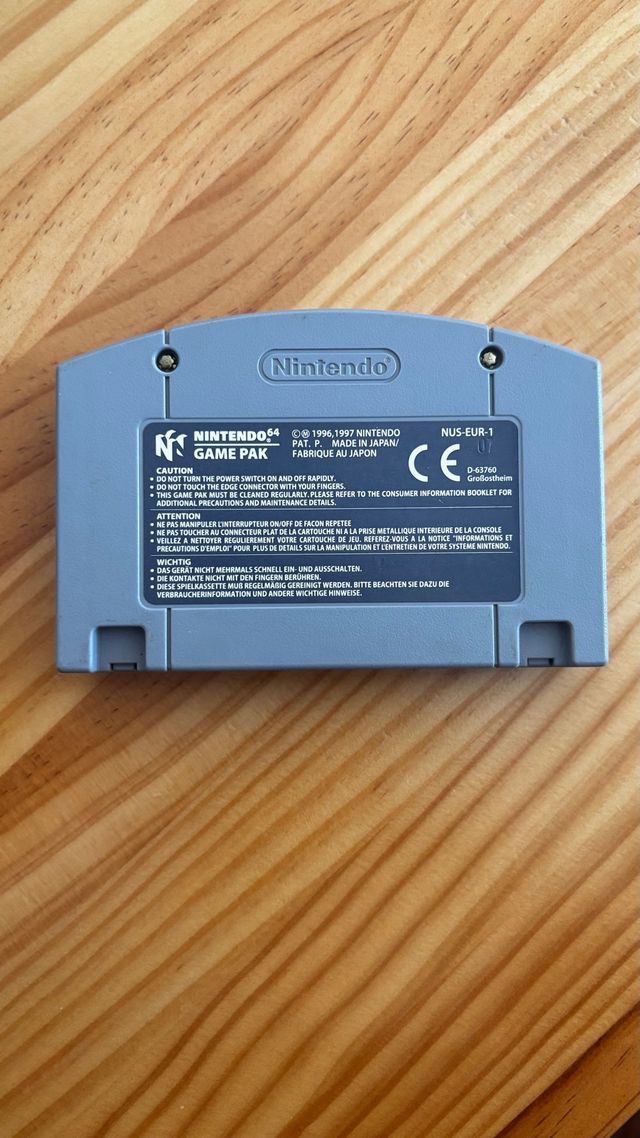 Nintendo®
NINTENDO®64
GAME PAK
©Ⓜ 1996,1997 NINTENDO
PAT. P. MADE IN JAPAN/
FABRIQUE AU JAPON
NUS-EUR-1
07
CE
D-63760
Großostheim
CAUTION
• DO NOT TURN THE POWER SWITCH ON AND OFF RAPIDLY.
• DO NOT TOUCH THE EDGE CONNECTOR WITH YOUR FINGERS.
• THIS GAME PAK MUST BE CLEANED REGULARLY. PLEASE REFER TO THE CONSUMER INFORMATION BOOKLET FOR
ADDITIONAL PRECAUTIONS AND MAINTENANCE DETAILS.
ATTENTION
• NE PAS MANIPULER L'INTERRUPTEUR ON/OFF DE FACON REPETEE
• NE PAS TOUCHER AU CONNECTEUR PLAT DE LA CARTOUCHE NI A LA PRISE METALLIQUE INTERIEURE DE LA CONSOLE
• VEILLEZ A NETTOYER REGULIEREMENT VOTRE CARTOUCHE DE JEU. REFEREZ-VOUS A LA NOTICE "INFORMATIONS ET
PRECAUTIONS D'EMPLOI" POUR PLUS DE DETAILS SUR LA MANIPULATION ET L'ENTRETIEN DE VOTRE SYSTEME NINTENDO.
WICHTIG
• DAS GERÄT NICHT MEHRMALS SCHNELL EIN- UND AUSSCHALTEN.
• DIE KONTAKTE NICHT MIT DEN FINGERN BERÜHREN.
• DIESE SPIELKASSETTE MUß REGELMÄßIG GEREINIGT WERDEN. BITTE BEACHTEN SIE DAZU DIE
VERBRAUCHERINFORMATION UND ANDERE WICHTIGE HINWEISE.